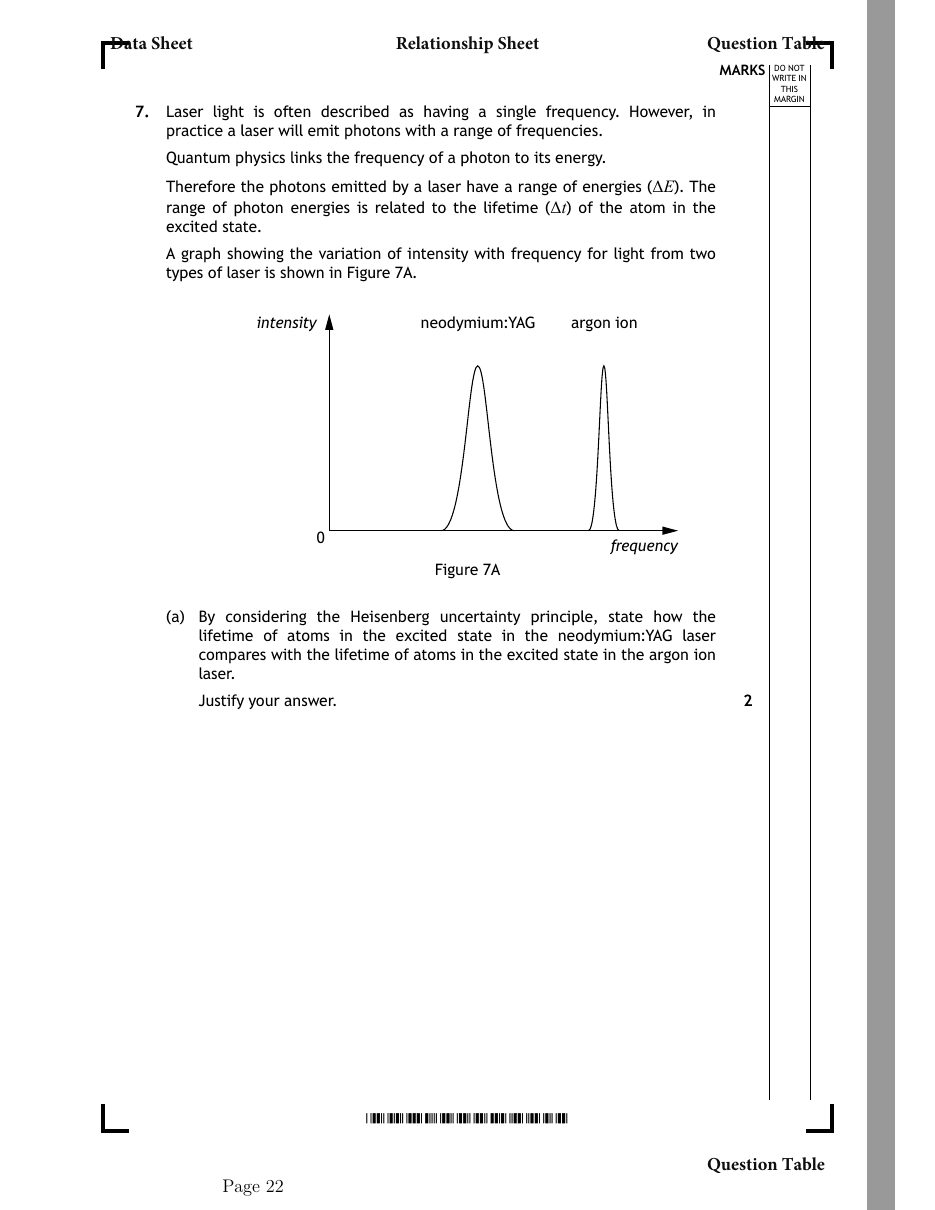 Data Sheet Relationship Sheet Question Table
MARKS
DO NOT
WRITE IN
THIS
MARGIN
7. Laser light is often described as having a single frequency. However, in
practice a laser will emit photons with a range of frequencies.
Quantum physics links the frequency of a photon to its energy.
Therefore the photons emitted by a laser have a range of energies (ΔE). The
range of photon energies is related to the lifetime (Δt) of the atom in the
excited state.
A graph showing the variation of intensity with frequency for light from two
types of laser is shown in Figure 7A.
intensity neodymium:YAG argon ion
0
frequency
Figure 7A
(a) By considering the Heisenberg uncertainty principle, state how the
lifetime of atoms in the excited state in the neodymium:YAG laser
compares with the lifetime of atoms in the excited state in the argon ion
laser.
Justify your answer. 2
Question Table
Page 22